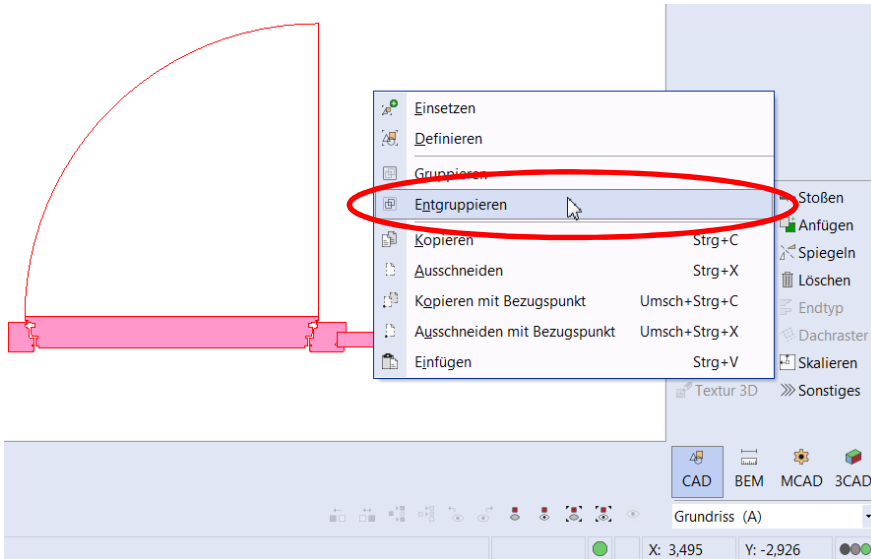 Einsetzen
Definieren
Gruppieren
Entgruppieren
Kopieren Strg+C
Ausschneiden Strg+X
Kopieren mit Bezugspunkt Umsch+Strg+C
Ausschneiden mit Bezugspunkt Umsch+Strg+X
Einfügen Strg+V
Stoßen
Anfügen
Spiegeln
Löschen
Endtyp
Dachraster
Skalieren
Textur 3D Sonstiges
CAD BEM MCAD 3CAD
Grundriss (A)
X: 3,495 Y: -2,926